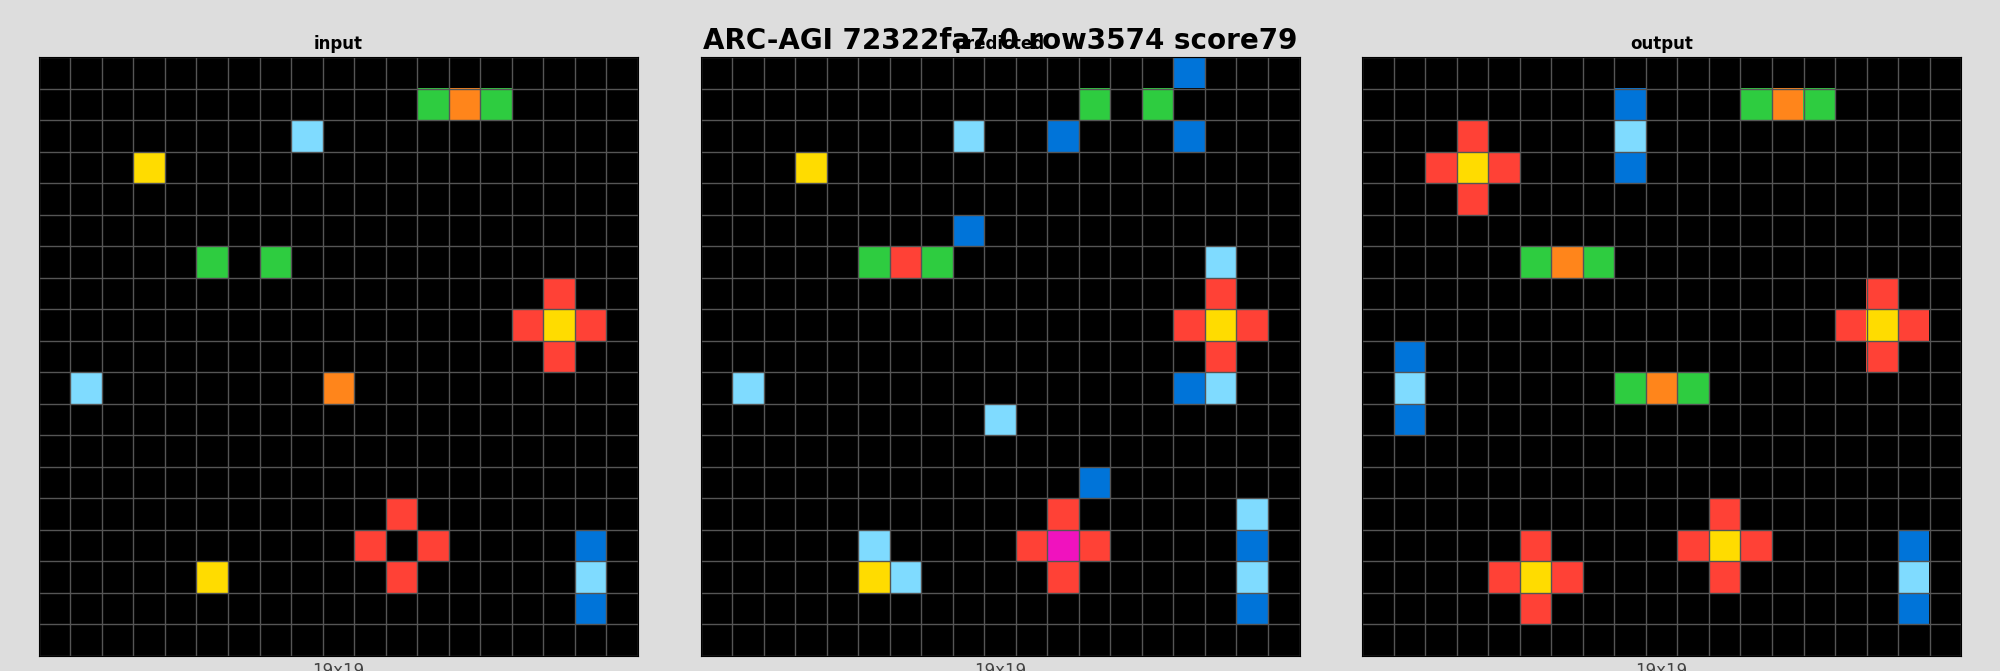 ARC-AGI 72322fa7.0 row3574 score79
input
predicted
output
19x19
19x19
19x19